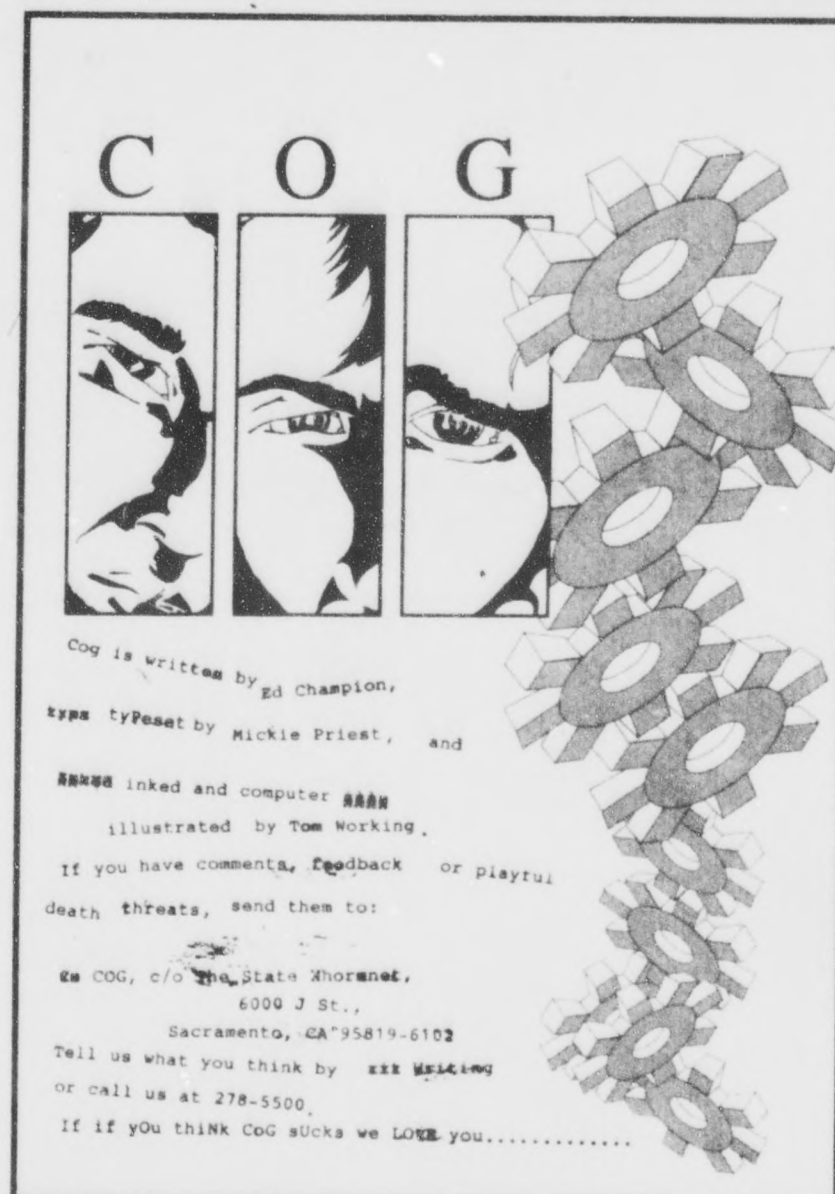 C O G
Cog is written by Ed Champion,
typeset by Mickie Priest, and
inked and computer
illustrated by Tom Working.
If you have comments, feedback or playful
death threats, send them to:
COG, c/o The State
6000 J St.,
Sacramento, CA 95819-6102
Tell us what you think by Writing
or call us at 278-5500.
If if yOu thiNk CoG sUcks we LOVE you.............